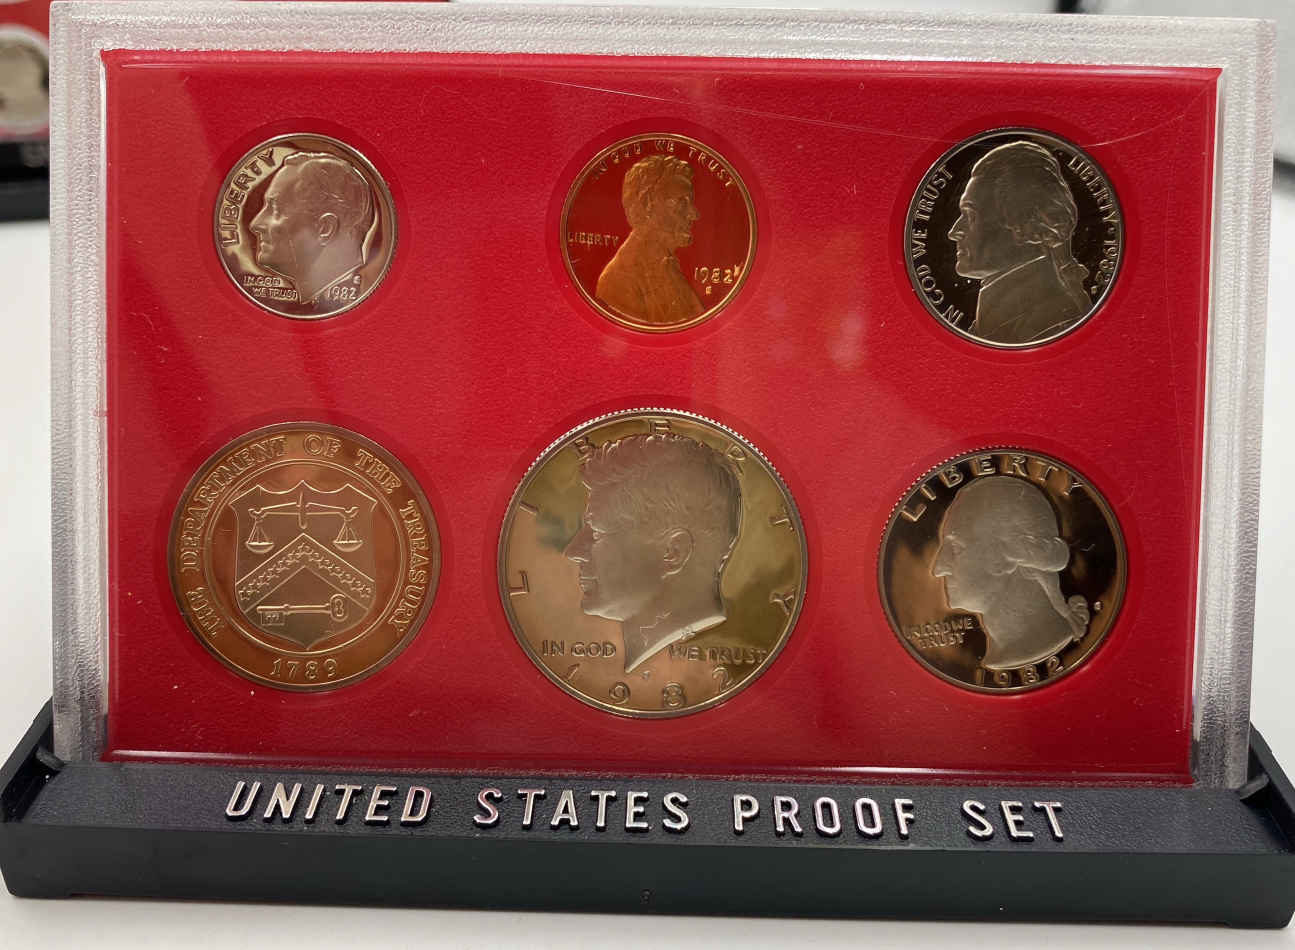 LIBERTY
IN GOD
WE TRUST
S
1982
IN GOD WE TRUST
LIBERTY
1982
S
IN GOD WE TRUST
LIBERTY • 1982
THE DEPARTMENT OF THE TREASURY
1789
LIBERTY
IN GOD WE TRUST
1982
LIBERTY
IN GOD WE
TRUST
1982
UNITED STATES PROOF SET